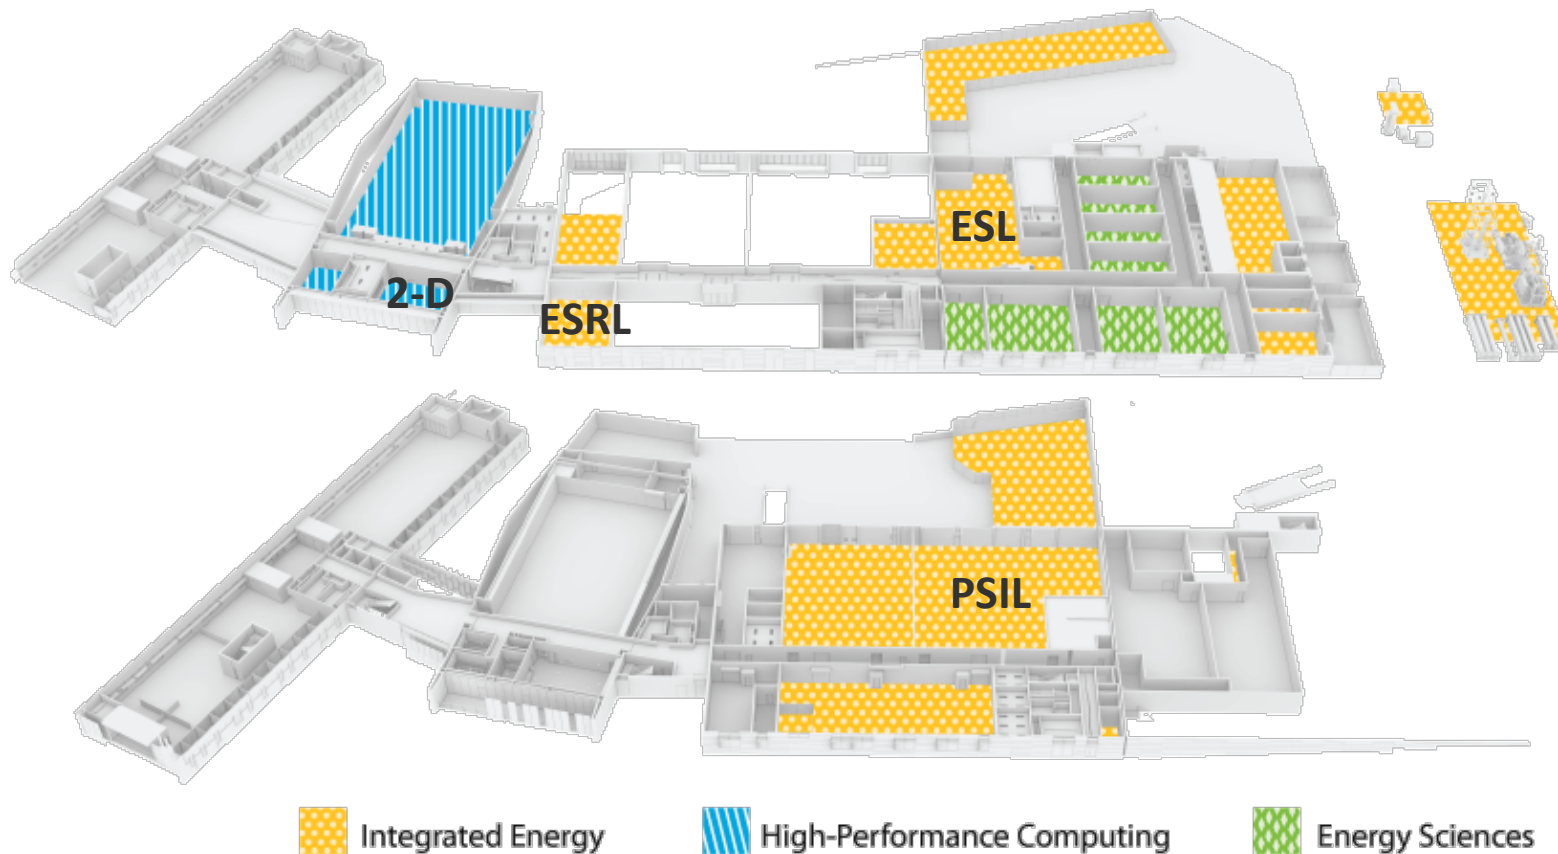 ESL
2-D
ESRL
PSIL
Integrated Energy
High-Performance Computing
Energy Sciences